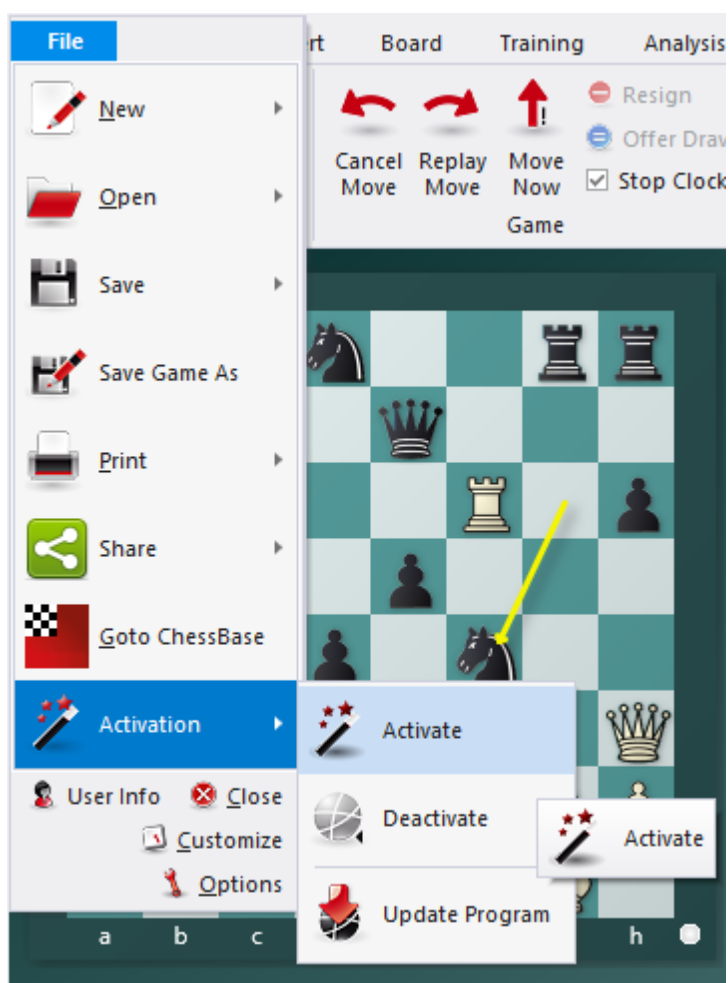 File
rt Board Training Analysis
New
Open
Save
Save Game As
Print
Share
Goto ChessBase
Activation
User Info Close
Customize
Options
Cancel Move
Replay Move
Move Now
Resign
Offer Draw
Stop Clock
Game
Activate
Deactivate
Update Program
Activate
a b c h